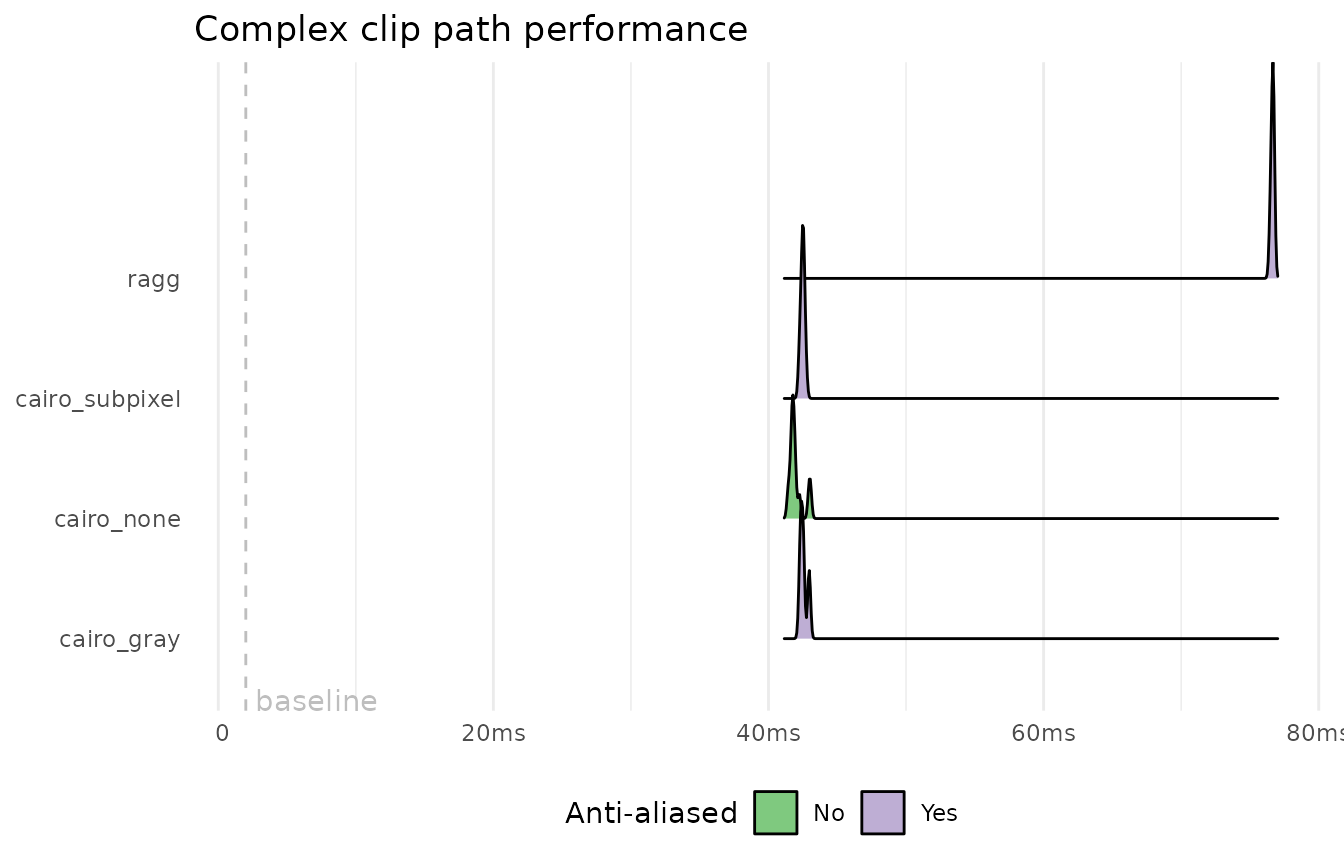 Complex clip path performance
ragg
cairo_subpixel
cairo_none
cairo_gray
baseline
0 20ms 40ms 60ms 80ms
Anti-aliased No Yes